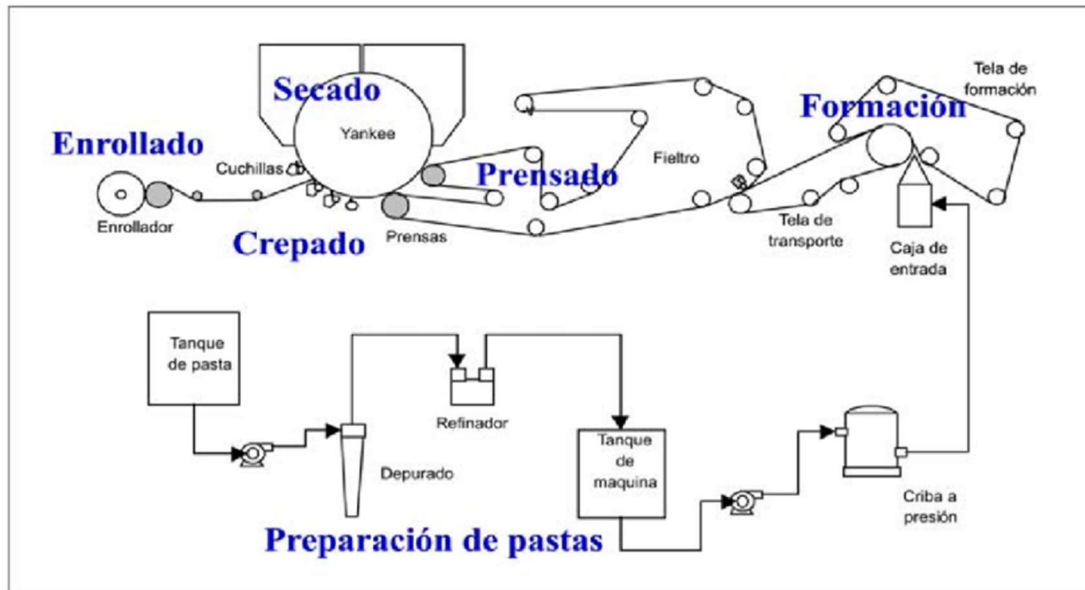 Tela de
formación
Secado
Formación
Yankee
Enrollado
Cuchillas
Fieltro
Prensado
Enrollador
Crepado
Prensas
Tela de
transporte
Caja de
entrada
Tanque
de pasta
Refinador
Tanque
de
maquina
Depurado
Criba a
presión
Preparación de pastas